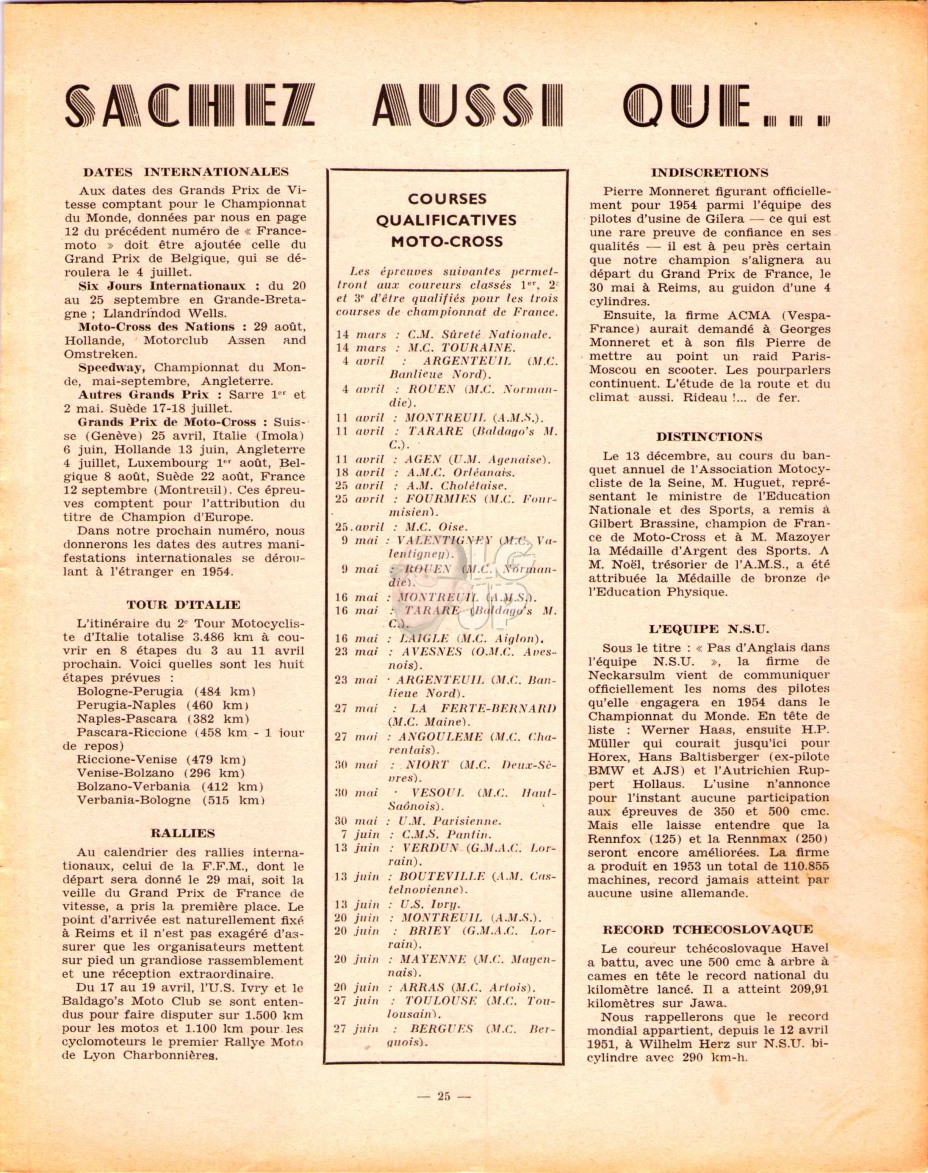 SACHEZ AUSSI QUE...
DATES INTERNATIONALES
Aux dates des Grands Prix de Vi-
tesse comptant pour le Championnat
du Monde, données par nous en page
12 du précédent numéro de « France-
moto » doit être ajoutée celle du
Grand Prix de Belgique, qui se dé-
roulera le 4 juillet.
Six Jours Internationaux : du 20
au 25 septembre en Grande-Breta-
gne ; Llandrindod Wells.
Moto-Cross des Nations : 29 août,
Hollande, Motorclub Assen and
Omstreken.
Speedway, Championnat du Mon-
de, mai-septembre, Angleterre.
Autres Grands Prix : Sarre 1er et
2 mai. Suède 17-18 juillet.
Grands Prix de Moto-Cross : Suis-
se (Genève) 25 avril, Italie (Imola)
6 juin, Hollande 13 juin, Angleterre
4 juillet, Luxembourg 1er août, Bel-
gique 8 août, Suède 22 août, France
12 septembre (Montreuil). Ces épreu-
ves comptent pour l'attribution du
titre de Champion d'Europe.
Dans notre prochain numéro, nous
donnerons les dates des autres mani-
festations internationales se dérou-
lant à l'étranger en 1954.
TOUR D'ITALIE
L'itinéraire du 2e Tour Motocyclis-
te d'Italie totalise 3.486 km à cou-
vrir en 8 étapes du 3 au 11 avril
prochain. Voici quelles sont les huit
étapes prévues :
Bologne-Perugia (484 km)
Perugia-Naples (460 km)
Naples-Pascara (382 km)
Pascara-Riccione (458 km - 1 jour
de repos)
Riccione-Venise (479 km)
Venise-Bolzano (296 km)
Bolzano-Verbania (412 km)
Verbania-Bologne (515 km)
RALLIES
Au calendrier des rallies interna-
tionaux, celui de la F.F.M., dont le
départ sera donné le 29 mai, soit la
veille du Grand Prix de France de
vitesse, a pris la première place. Le
point d'arrivée est naturellement fixé
à Reims et il n'est pas exagéré d'as-
surer que les organisateurs mettent
sur pied un grandiose rassemblement
et une réception extraordinaire.
Du 17 au 19 avril, l'U.S. Ivry et le
Baldago's Moto Club se sont enten-
dus pour faire disputer sur 1.500 km
pour les motos et 1.100 km pour les
cyclomoteurs le premier Rallye Moto
de Lyon Charbonnières.
COURSES
QUALIFICATIVES
MOTO-CROSS
Les épreuves suivantes permet-
tront aux coureurs classés 1er, 2e
et 3e d'être qualifiés pour les trois
courses de championnat de France.
14 mars : C.M. Sûreté Nationale.
14 mars : M.C. TOURAINE.
4 avril : ARGENTEUIL (M.C.
Banlieue Nord).
4 avril : ROUEN (M.C. Norman-
die).
11 avril : MONTREUIL (A.M.S.).
11 avril : TARARE (Baldago's M.
C.).
11 avril : AGEN (U.M. Agenaise).
18 avril : A.M.C. Orléanais.
25 avril : A.M. Choletaise.
25 avril : FOURMIES (M.C. Four-
misien).
25 avril : M.C. Oise.
9 mai : VALENTIGNEY (M.C. Va-
lentigney).
9 mai : ROUEN (M.C. Norman-
die).
16 mai : MONTREUIL (A.M.S.).
16 mai : TARARE (Baldago's M.
C.).
16 mai : LAIGLE (M.C. Aiglon).
23 mai : AVESNES (O.M.C. Aves-
nois).
23 mai : ARGENTEUIL (M.C. Ban-
lieue Nord).
27 mai : LA FERTE-BERNARD
(M.C. Maine).
27 mai : ANGOULEME (M.C. Cha-
rentais).
30 mai : NIORT (M.C. Deux-Sè-
vres).
30 mai : VESOUL (M.C. Haut-
Saônois).
30 mai : U.M. Parisienne.
7 juin : C.M.S. Pantin.
13 juin : VERDUN (G.M.A.C. Lor-
rain).
13 juin : BOUTEVILLE (A.M. Cas-
telnovienne).
13 juin : U.S. Ivry.
20 juin : MONTREUIL (A.M.S.).
20 juin : BRIEY (G.M.A.C. Lor-
rain).
20 juin : MAYENNE (M.C. Mayen-
nais).
20 juin : ARRAS (M.C. Artois).
27 juin : TOULOUSE (M.C. Tou-
lousain).
27 juin : BERGUES (M.C. Ber-
guois).
INDISCRETIONS
Pierre Monneret figurant officielle-
ment pour 1954 parmi l'équipe des
pilotes d'usine de Gilera — ce qui est
une rare preuve de confiance en ses
qualités — il est à peu près certain
que notre champion s'alignera au
départ du Grand Prix de France, le
30 mai à Reims, au guidon d'une 4
cylindres.
Ensuite, la firme ACMA (Vespa-
France) aurait demandé à Georges
Monneret et à son fils Pierre de
mettre au point un raid Paris-
Moscou en scooter. Les pourparlers
continuent. L'étude de la route et du
climat aussi. Rideau !... de fer.
DISTINCTIONS
Le 13 décembre, au cours du ban-
quet annuel de l'Association Motocy-
cliste de la Seine, M. Huguet, repré-
sentant le ministre de l'Education
Nationale et des Sports, a remis à
Gilbert Brassine, champion de Fran-
ce de Moto-Cross et à M. Mazoyer
la Médaille d'Argent des Sports. A
M. Noël, trésorier de l'A.M.S., a été
attribuée la Médaille de bronze de
l'Education Physique.
L'EQUIPE N.S.U.
Sous le titre : « Pas d'Anglais dans
l'équipe N.S.U. », la firme de
Neckarsulm vient de communiquer
officiellement les noms des pilotes
qu'elle engagera en 1954 dans le
Championnat du Monde. En tête de
liste : Werner Haas, ensuite H.P.
Müller qui courait jusqu'ici pour
Horex, Hans Baltisberger (ex-pilote
BMW et AJS) et l'Autrichien Rup-
pert Hollaus. L'usine n'annonce
pour l'instant aucune participation
aux épreuves de 350 et 500 cmc.
Mais elle laisse entendre que la
Rennfox (125) et la Rennmax (250)
seront encore améliorées. La firme
a produit en 1953 un total de 110.855
machines, record jamais atteint par
aucune usine allemande.
RECORD TCHECOSLOVAQUE
Le coureur tchécoslovaque Havel
a battu, avec une 500 cmc à arbre à
cames en tête le record national du
kilomètre lancé. Il a atteint 209,91
kilomètres sur Jawa.
Nous rappellerons que le record
mondial appartient, depuis le 12 avril
1951, à Wilhelm Herz sur N.S.U. bi-
cylindre avec 290 km-h.
— 25 —